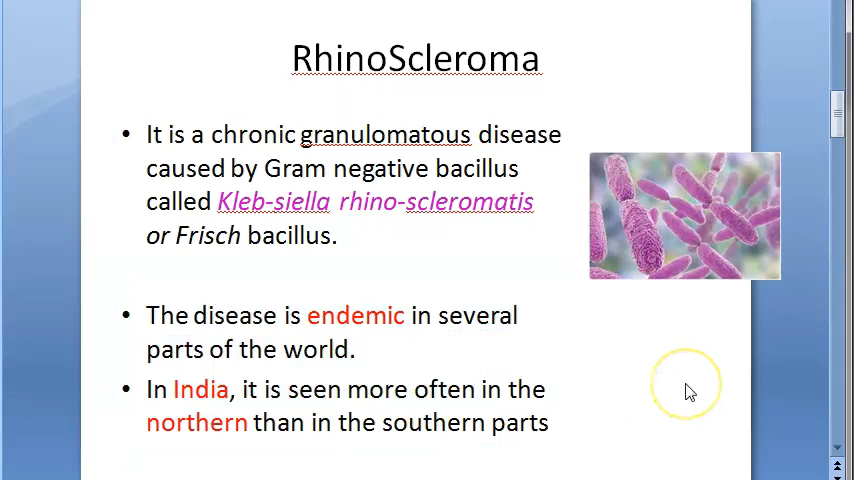 RhinoScleroma
• It is a chronic granulomatous disease
caused by Gram negative bacillus
called Kleb-siella rhino-scleromatis
or Frisch bacillus.
• The disease is endemic in several
parts of the world.
• In India, it is seen more often in the
northern than in the southern parts